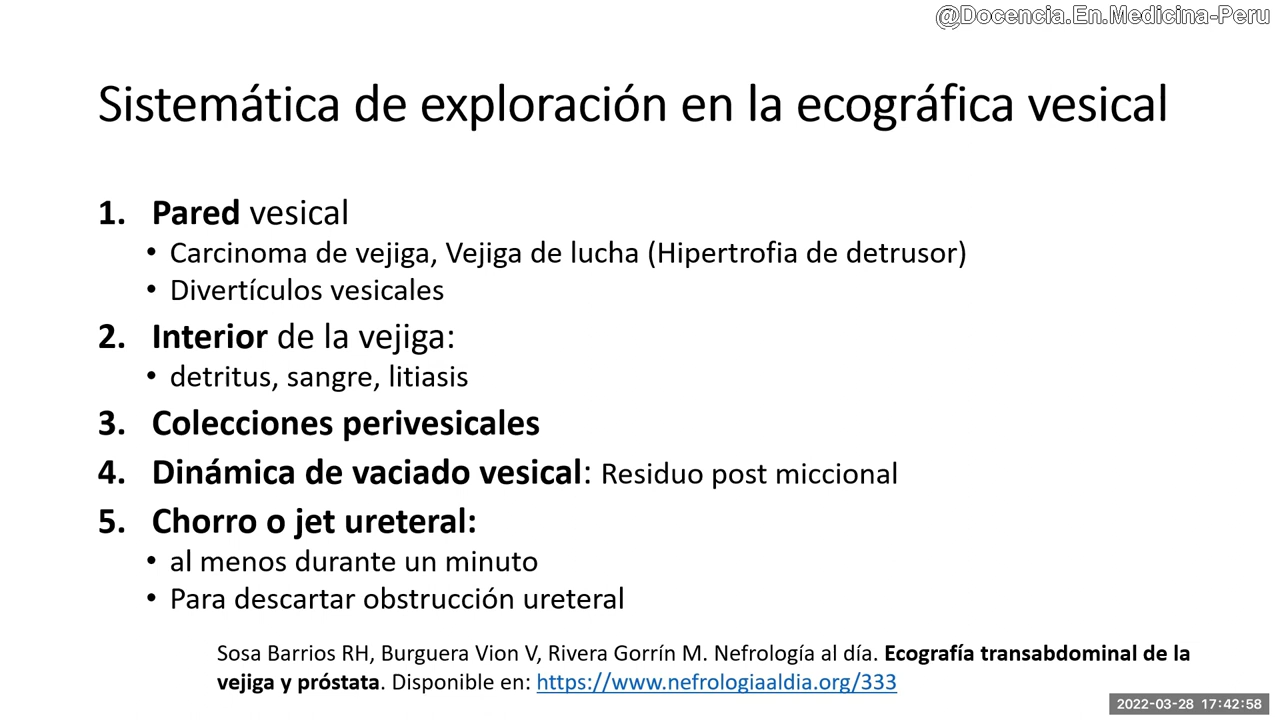 @Docencia.En.Medicina-Peru
Sistemática de exploración en la ecográfica vesical
1. Pared vesical
• Carcinoma de vejiga, Vejiga de lucha (Hipertrofia de detrusor)
• Divertículos vesicales
2. Interior de la vejiga:
• detritus, sangre, litiasis
3. Colecciones perivesicales
4. Dinámica de vaciado vesical: Residuo post miccional
5. Chorro o jet ureteral:
• al menos durante un minuto
• Para descartar obstrucción ureteral
Sosa Barrios RH, Burguera Vion V, Rivera Gorrín M. Nefrología al día. Ecografía transabdominal de la
vejiga y próstata. Disponible en: https://www.nefrologiaaldia.org/333
2022-03-28 17:42:58